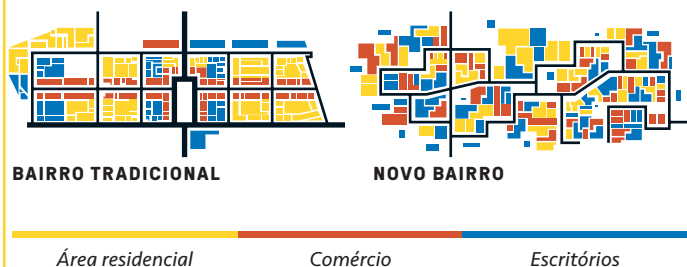 BAIRRO TRADICIONAL
NOVO BAIRRO
Área residencial
Comércio
Escritórios